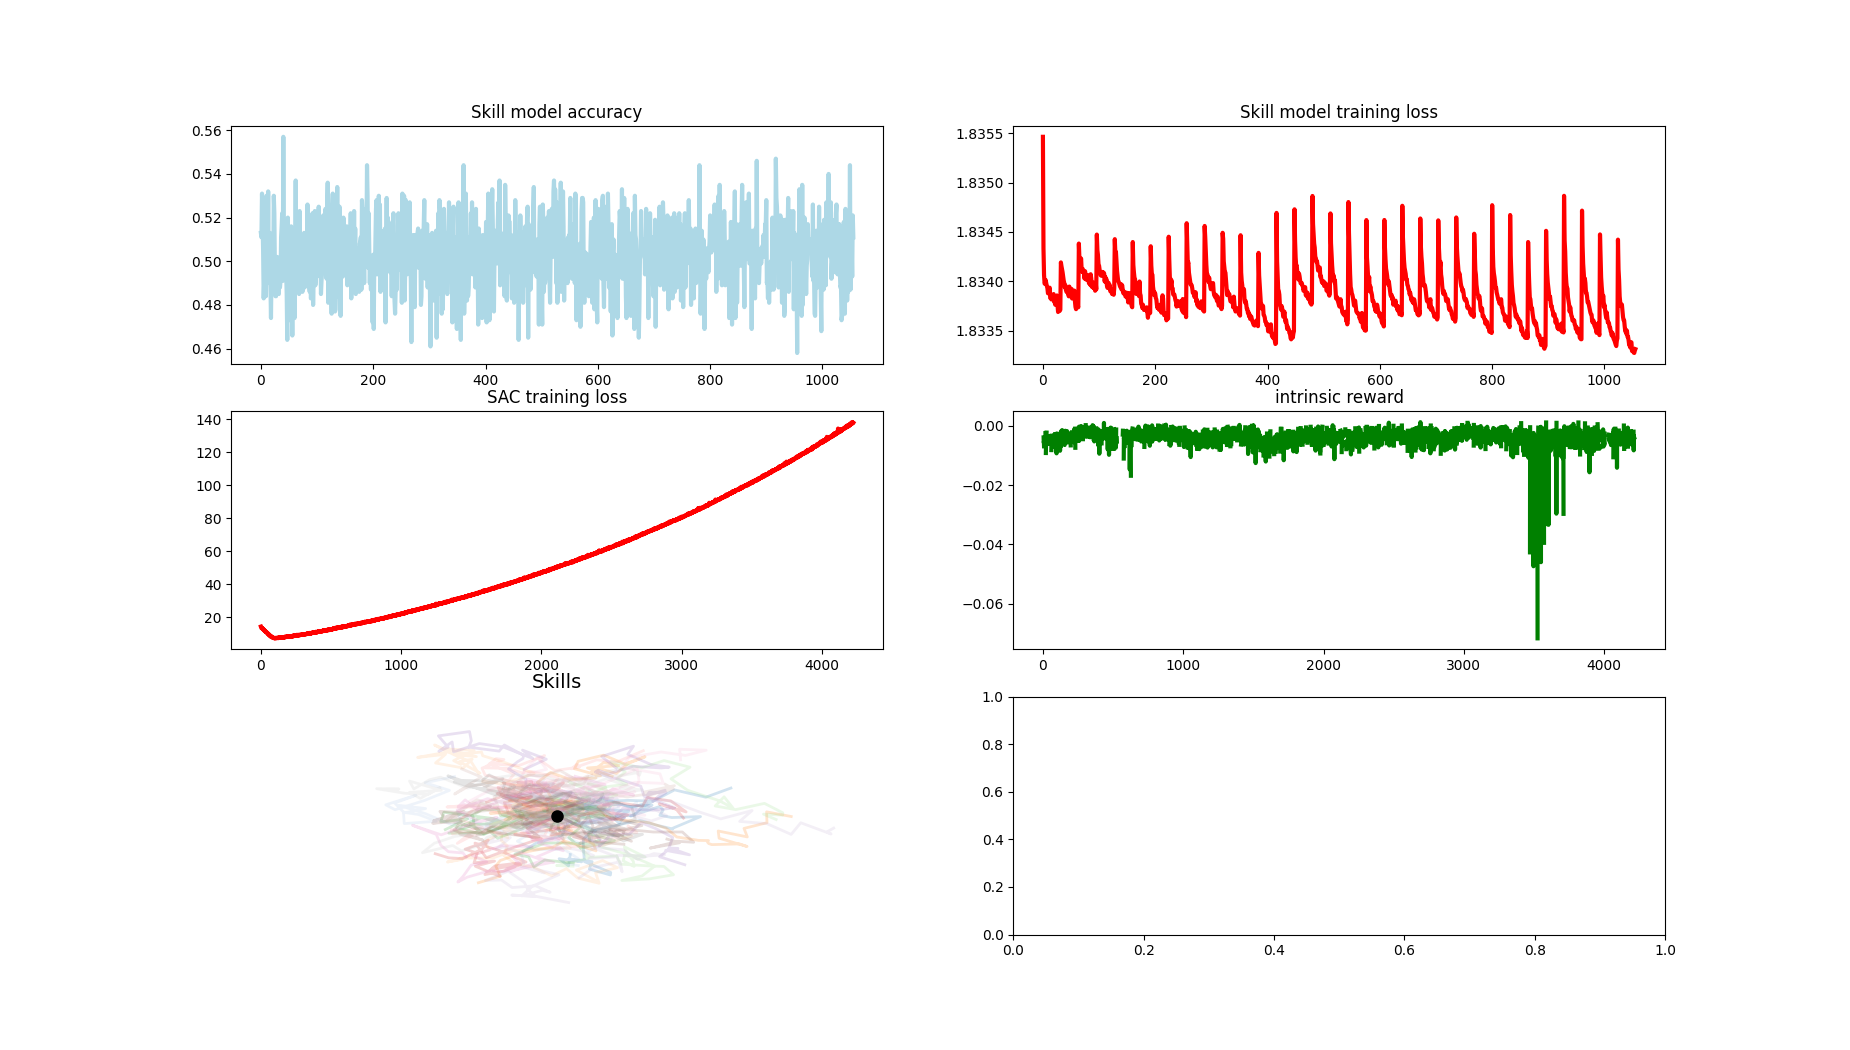 Skill model accuracy
0.56
0.54
0.52
0.50
0.48
0.46
0 200 400 600 800 1000
Skill model training loss
1.8355
1.8350
1.8345
1.8340
1.8335
0 200 400 600 800 1000
SAC training loss
140
120
100
80
60
40
20
0 1000 2000 3000 4000
intrinsic reward
0.00
−0.02
−0.04
−0.06
0 1000 2000 3000 4000
Skills
1.0
0.8
0.6
0.4
0.2
0.0
0.0 0.2 0.4 0.6 0.8 1.0